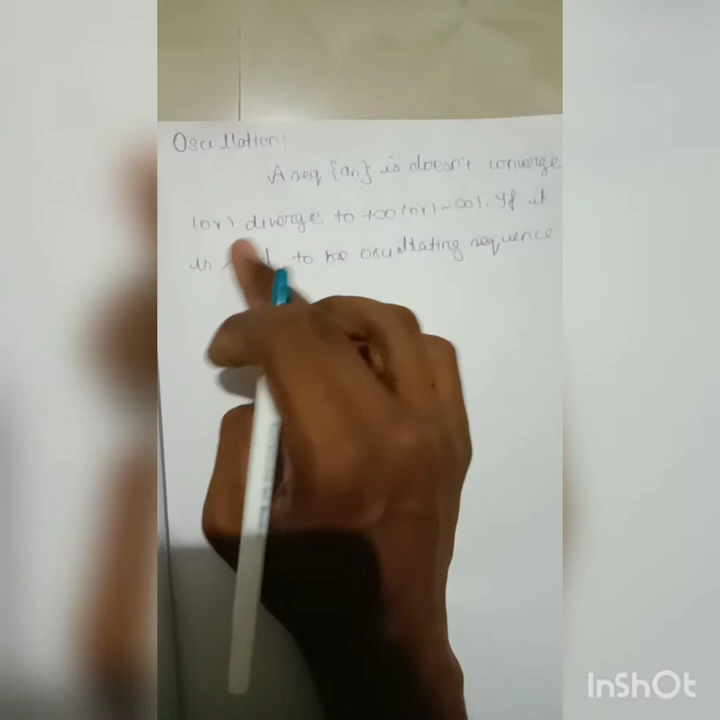 Oscillation:
A seq {an} is doesn't converge
(or) diverge to +∞ (or) -∞). If it
is to be oscillating sequence
InShOt